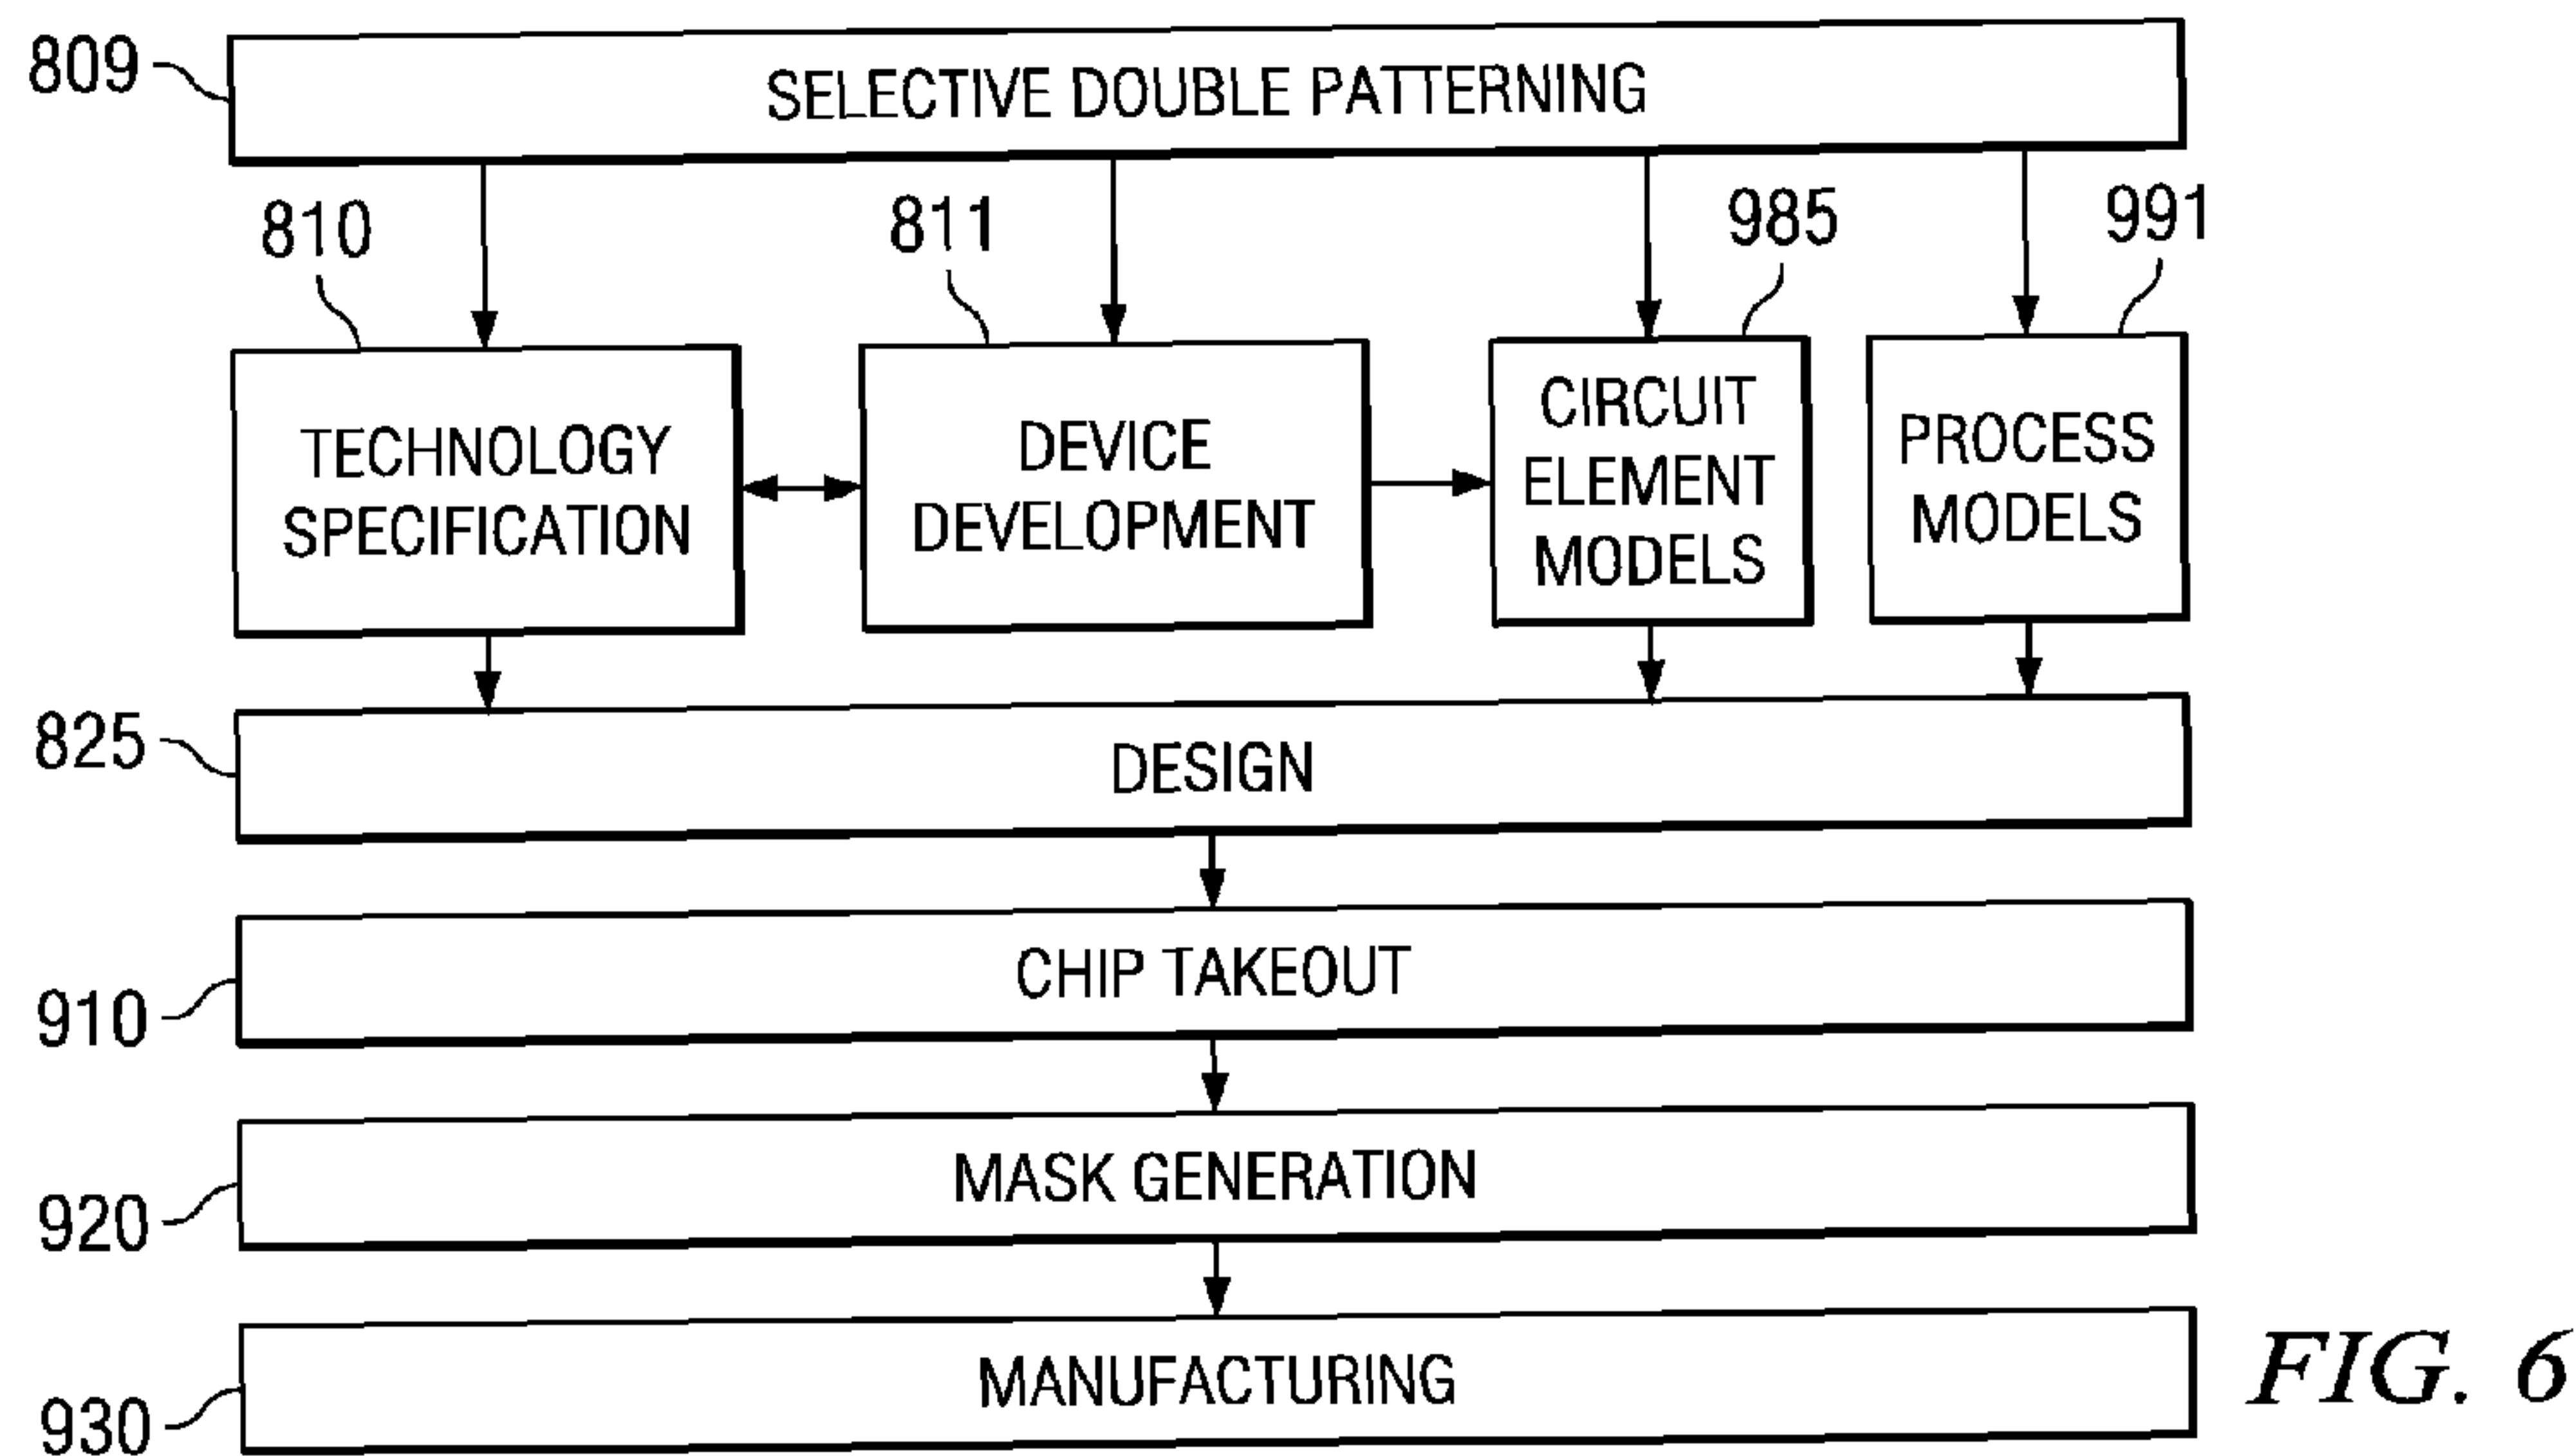 809
SELECTIVE DOUBLE PATTERNING
810
811
985
991
TECHNOLOGY
SPECIFICATION
DEVICE
DEVELOPMENT
CIRCUIT
ELEMENT
MODELS
PROCESS
MODELS
825
DESIGN
910
CHIP TAKEOUT
920
MASK GENERATION
930
MANUFACTURING
FIG. 6